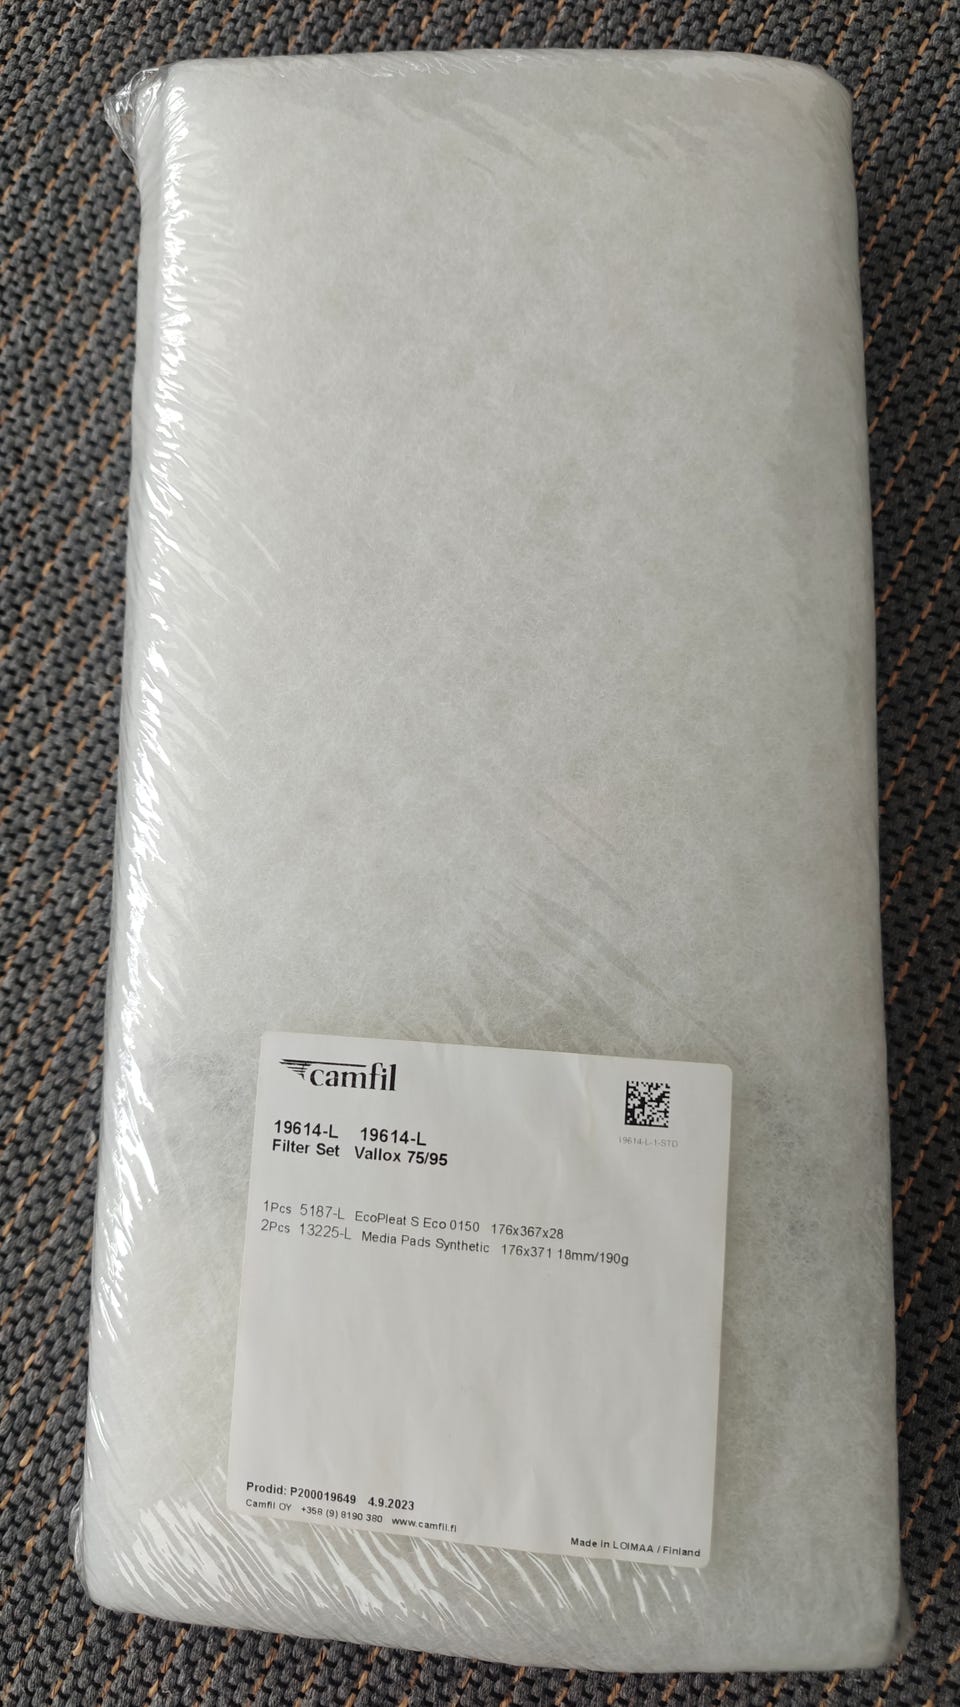 camfil
19614-L-1-STD
19614-L 19614-L
Filter Set Vallox 75/95
1Pcs 5187-L EcoPleat S Eco 0150 176x367x28
2Pcs 13225-L Media Pads Synthetic 176x371 18mm/190g
Prodid: P200019649 4.9.2023
Camfil OY +358 (9) 8190 380 www.camfil.fi
Made in LOIMAA / Finland